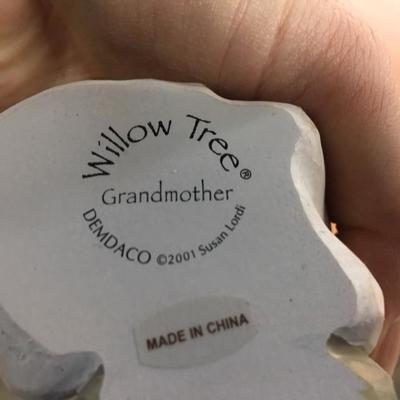 Willow Tree®
Grandmother
DEMDACO ©2001 Susan Lordi
MADE IN CHINA